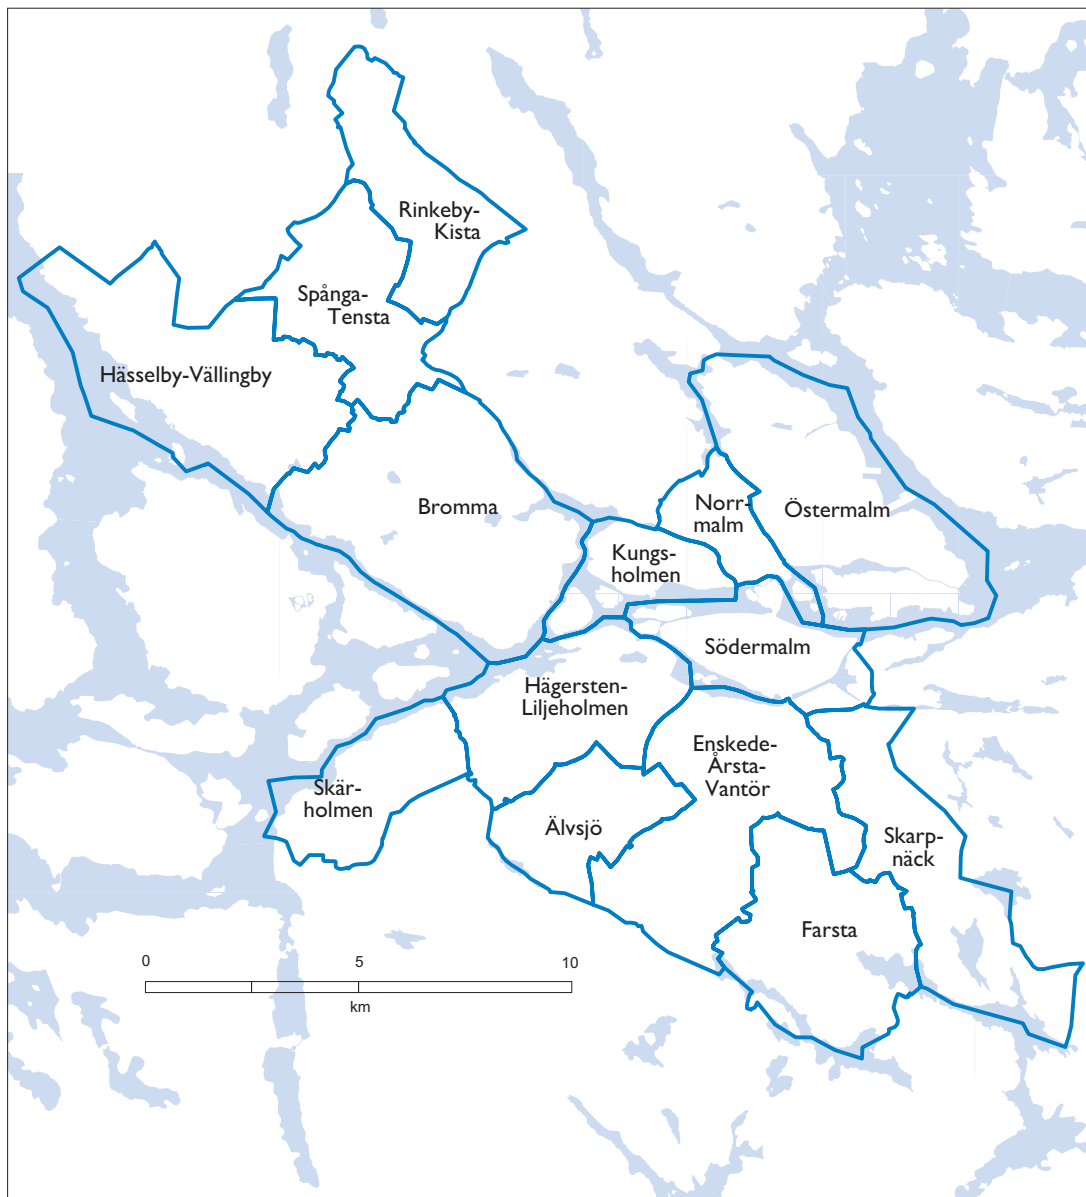 Rinkeby-
Kista
Spånga-
Tensta
Hässelby-Vällingby
Bromma
Norr-
malm
Östermalm
Kungs-
holmen
Södermalm
Hägersten-
Liljeholmen
Enskede-
Årsta-
Vantör
Skär-
holmen
Älvsjö
Skarp-
näck
Farsta
0 5 10
km